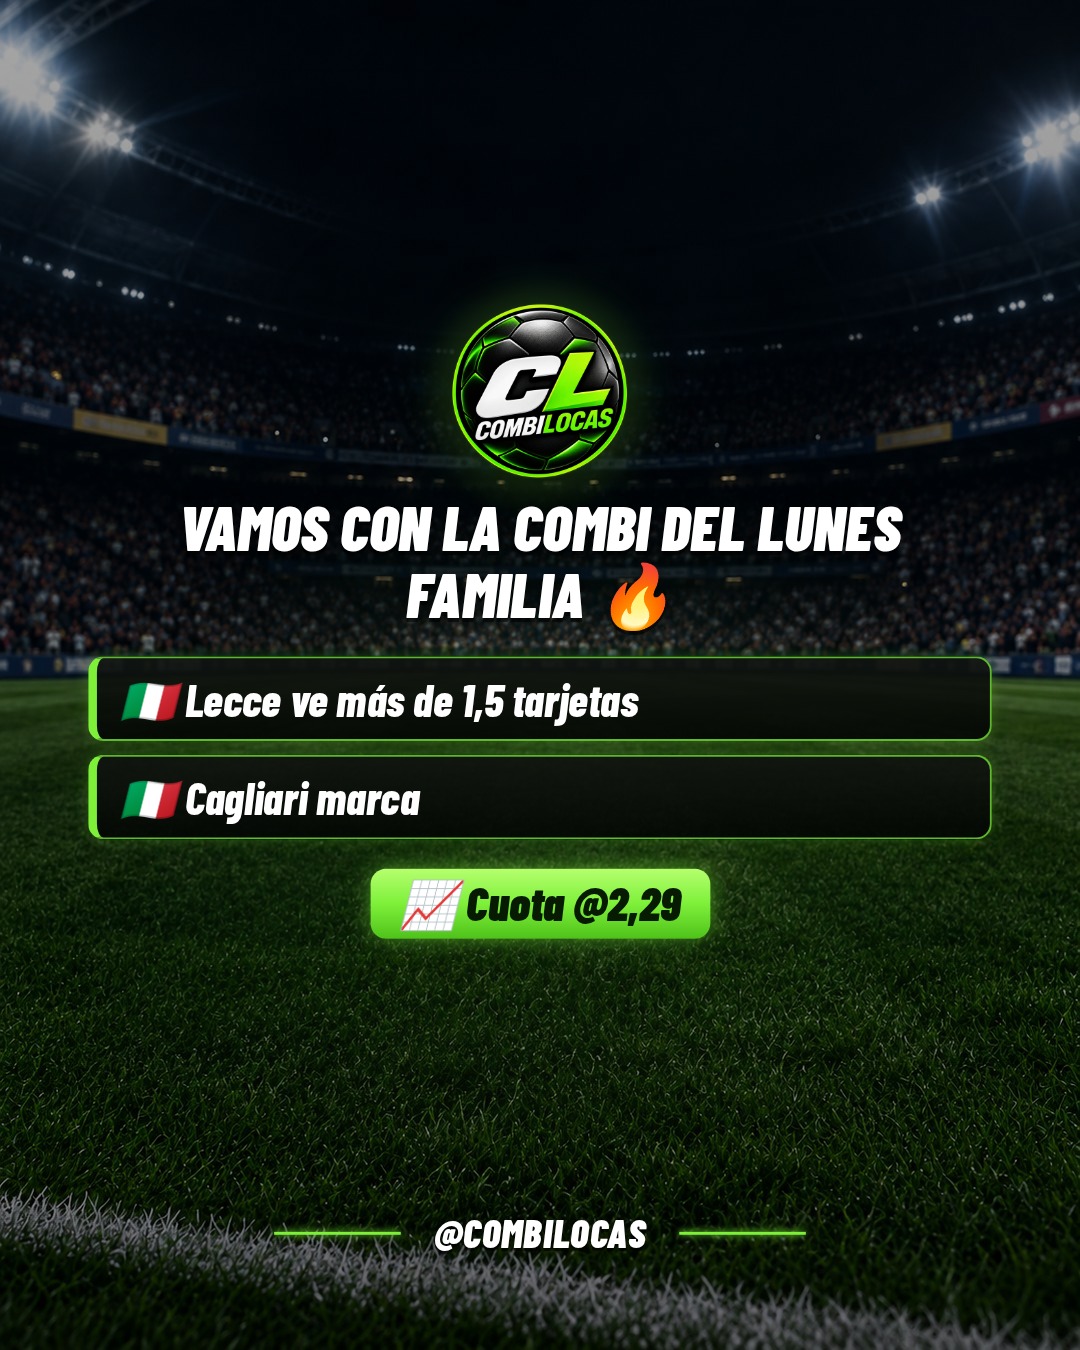 CL
COMBILOCAS
VAMOS CON LA COMBI DEL LUNES
FAMILIA 🔥
🇮🇹 Lecce ve más de 1,5 tarjetas
🇮🇹 Cagliari marca
📈 Cuota @2,29
@COMBILOCAS